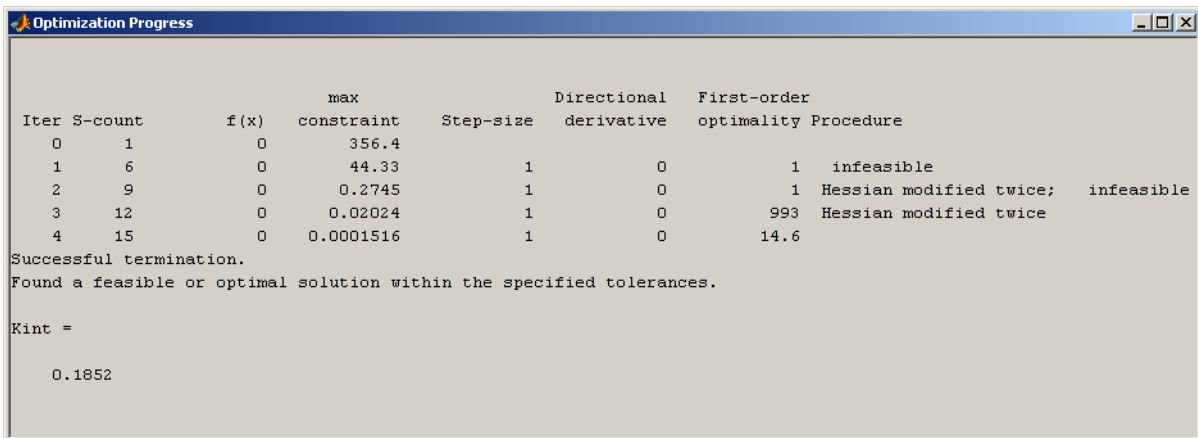 Optimization Progress
max Directional First-order
Iter S-count f(x) constraint Step-size derivative optimality Procedure
0 1 0 356.4
1 6 0 44.33 1 0 1 infeasible
2 9 0 0.2745 1 0 1 Hessian modified twice; infeasible
3 12 0 0.02024 1 0 993 Hessian modified twice
4 15 0 0.0001516 1 0 14.6
Successful termination.
Found a feasible or optimal solution within the specified tolerances.
Kint =
0.1852